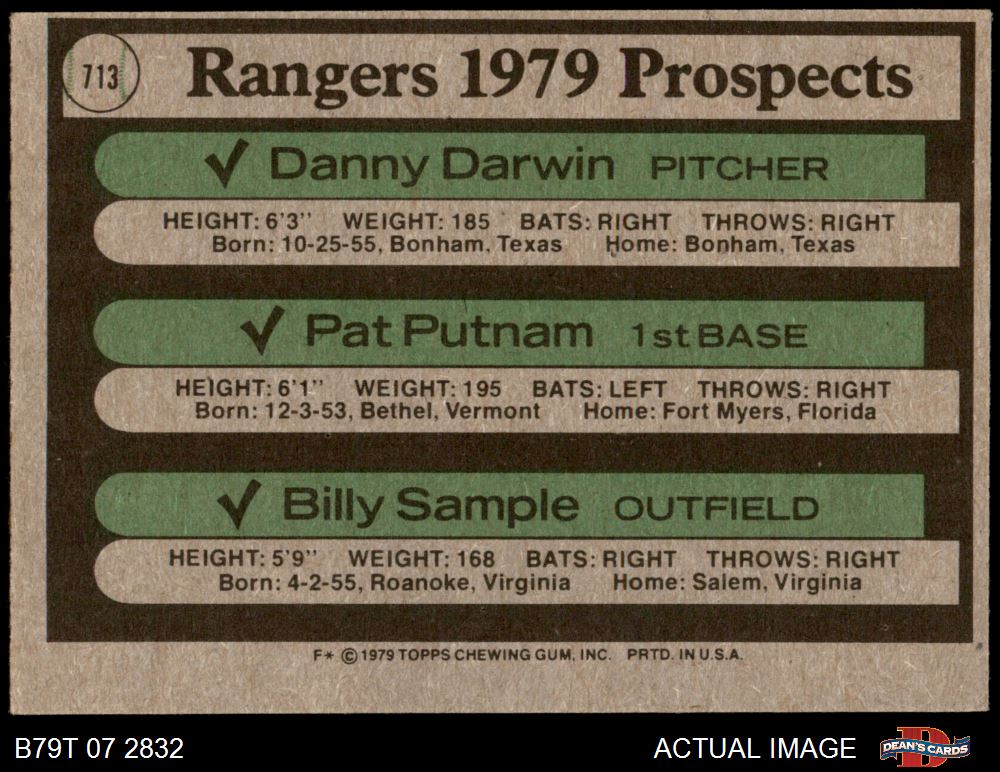 713 Rangers 1979 Prospects
✓ Danny Darwin PITCHER
HEIGHT: 6'3" WEIGHT: 185 BATS: RIGHT THROWS: RIGHT
Born: 10-25-55, Bonham, Texas Home: Bonham, Texas
✓ Pat Putnam 1st BASE
HEIGHT: 6'1" WEIGHT: 195 BATS: LEFT THROWS: RIGHT
Born: 12-3-53, Bethel, Vermont Home: Fort Myers, Florida
✓ Billy Sample OUTFIELD
HEIGHT: 5'9" WEIGHT: 168 BATS: RIGHT THROWS: RIGHT
Born: 4-2-55, Roanoke, Virginia Home: Salem, Virginia
F* © 1979 TOPPS CHEWING GUM, INC. PRTD. IN U.S.A.
B79T 07 2832 ACTUAL IMAGE D DEAN'S CARDS